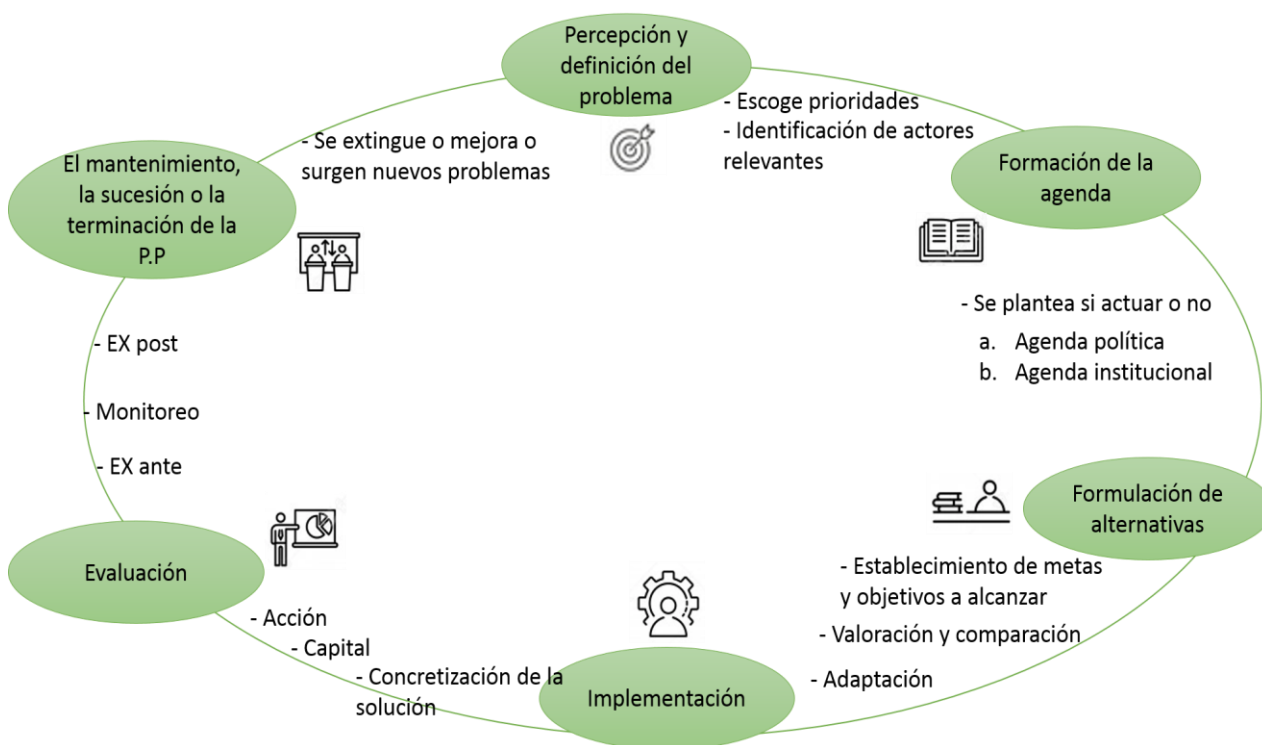 Percepción y
definición del
problema
- Escoge prioridades
- Identificación de actores
relevantes
Formación de la
agenda
- Se plantea si actuar o no
a. Agenda política
b. Agenda institucional
Formulación de
alternativas
- Establecimiento de metas
y objetivos a alcanzar
- Valoración y comparación
- Adaptación
Implementación
- Acción
- Capital
- Concretización de la
solución
Evaluación
- EX post
- Monitoreo
- EX ante
El mantenimiento,
la sucesión o la
terminación de la
P.P
- Se extingue o mejora o
surgen nuevos problemas